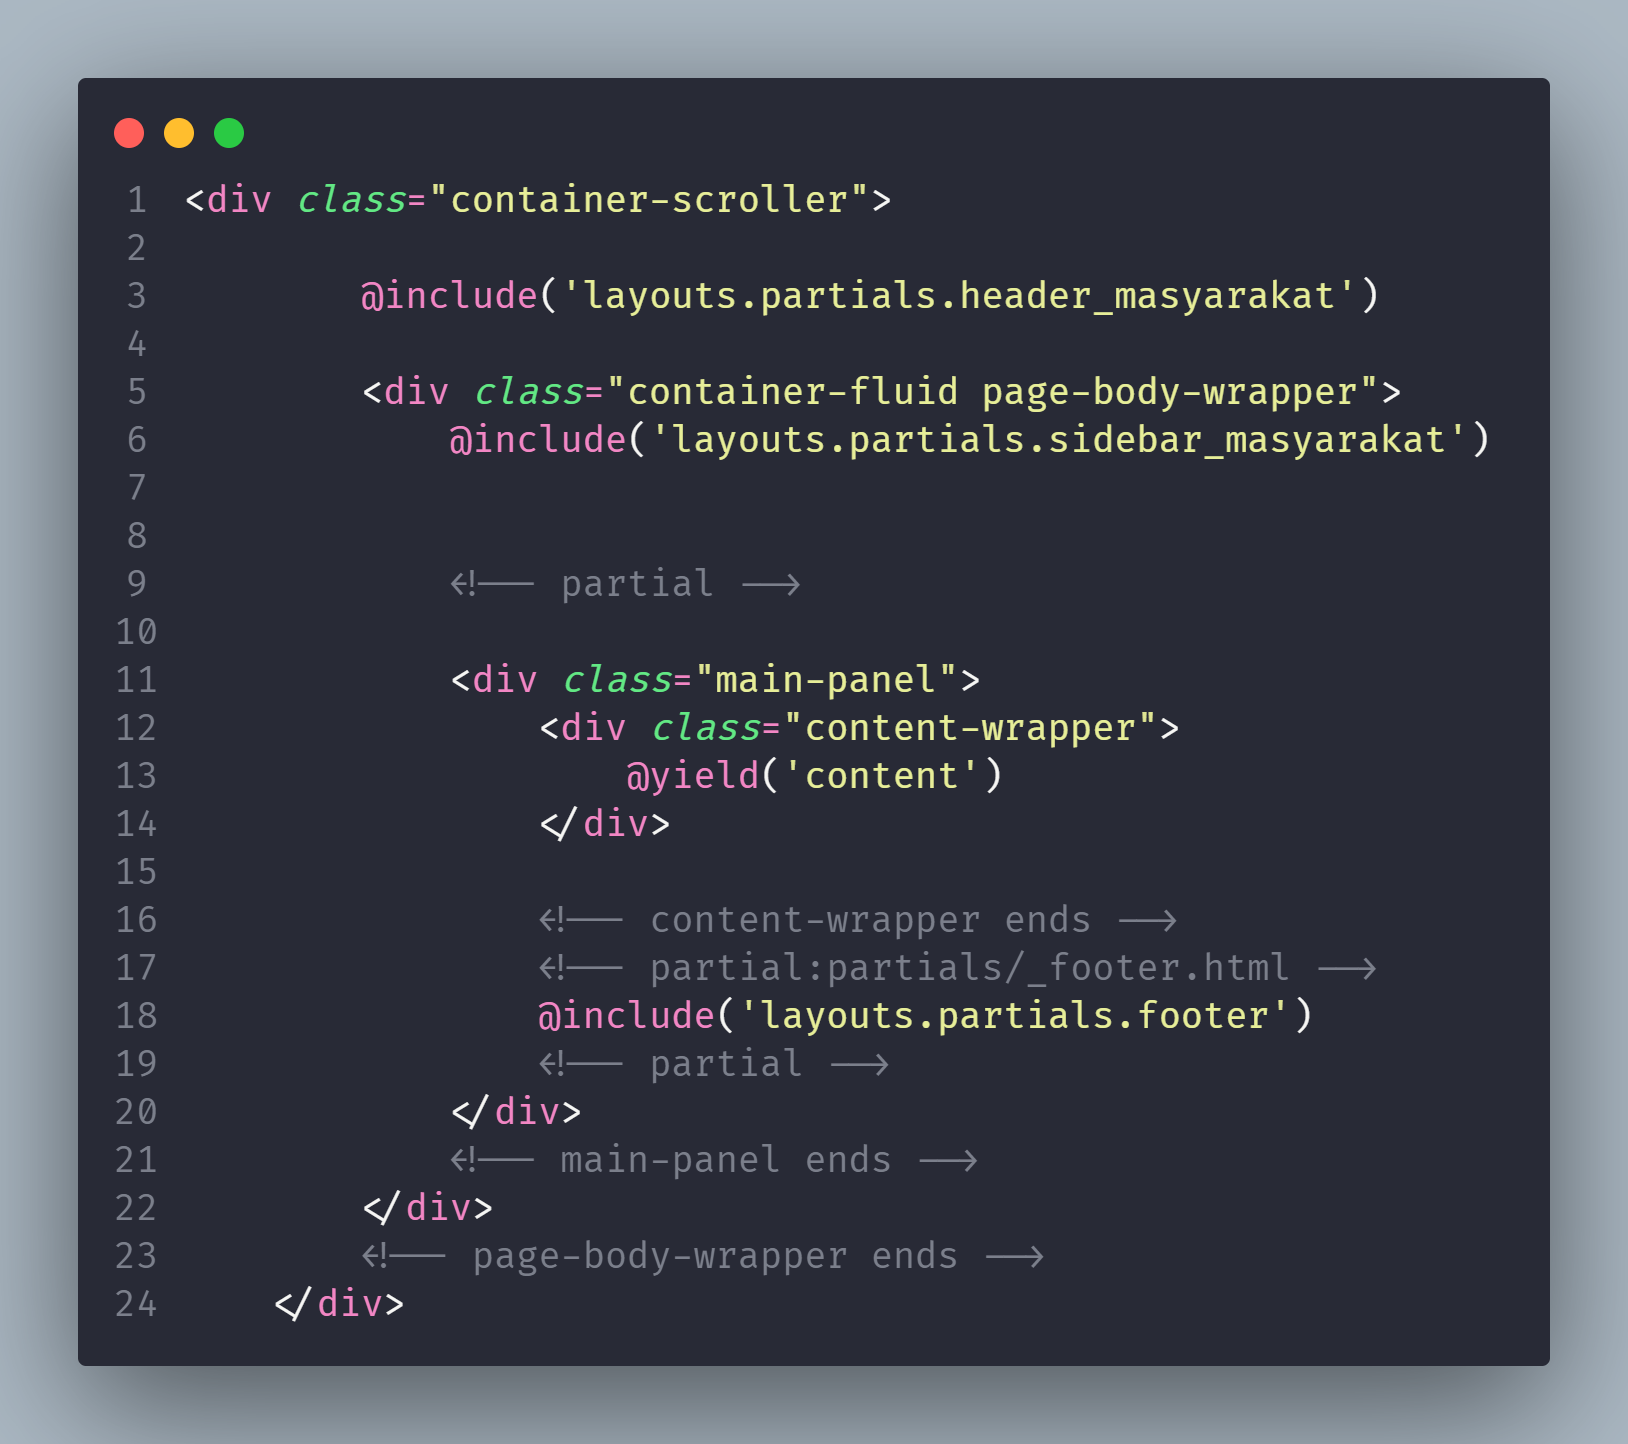 1 <div class="container-scroller">
2
3 @include('layouts.partials.header_masyarakat')
4
5 <div class="container-fluid page-body-wrapper">
6 @include('layouts.partials.sidebar_masyarakat')
7
8
9 <!-- partial -->
10
11 <div class="main-panel">
12 <div class="content-wrapper">
13 @yield('content')
14 </div>
15
16 <!-- content-wrapper ends -->
17 <!-- partial:partials/_footer.html -->
18 @include('layouts.partials.footer')
19 <!-- partial -->
20 </div>
21 <!-- main-panel ends -->
22 </div>
23 <!-- page-body-wrapper ends -->
24 </div>